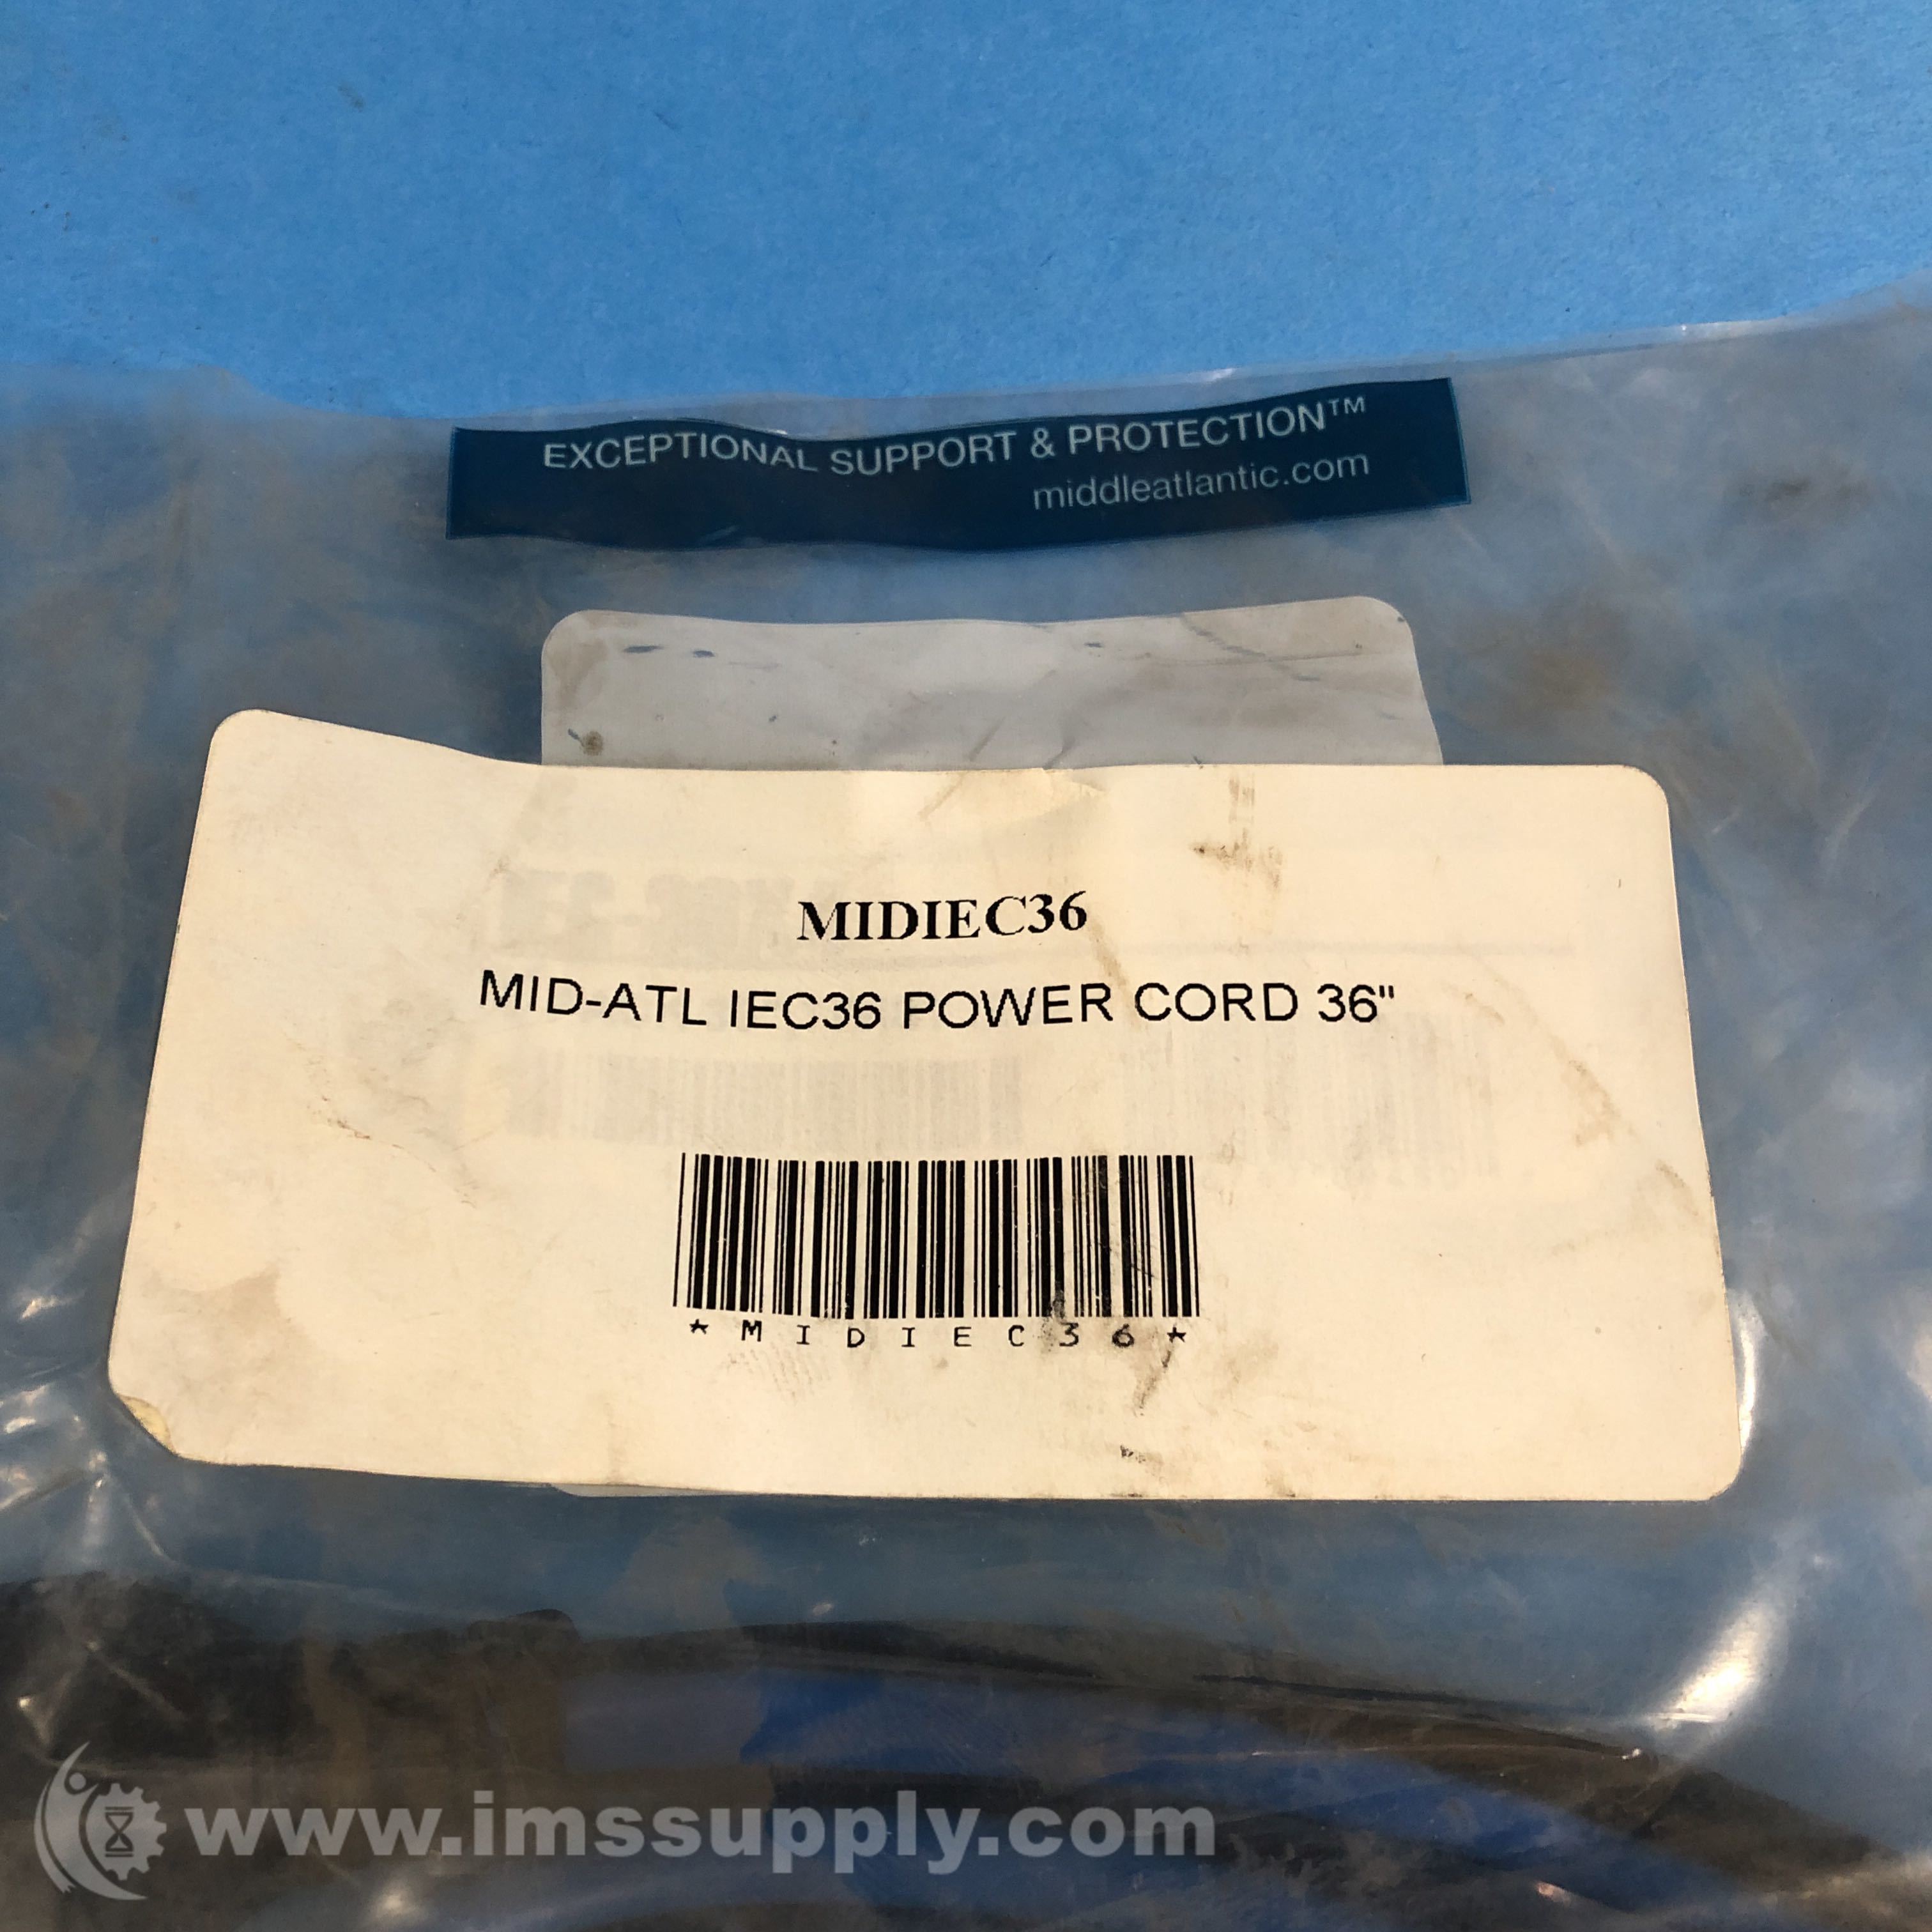 EXCEPTIONAL SUPPORT & PROTECTION™
middleatlantic.com
MIDIEC36
MID-ATL IEC36 POWER CORD 36"
*MIDIEC36*
www.imssupply.com